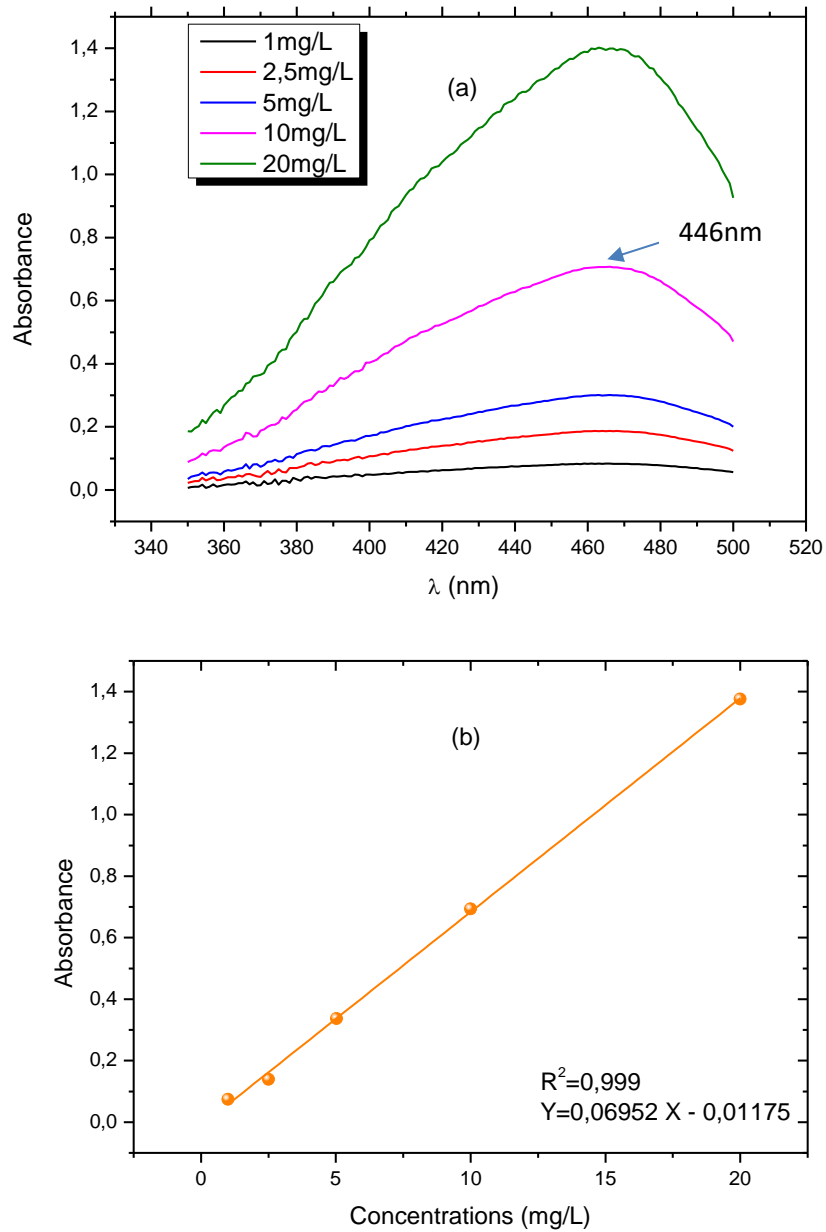 1mg/L
2,5mg/L
5mg/L
10mg/L
20mg/L
(a)
446nm
Absorbance
1,4
1,2
1,0
0,8
0,6
0,4
0,2
0,0
340 360 380 400 420 440 460 480 500 520
λ (nm)
(b)
Absorbance
1,4
1,2
1,0
0,8
0,6
0,4
0,2
0,0
R²=0,999
Y=0,06952 X - 0,01175
0 5 10 15 20
Concentrations (mg/L)